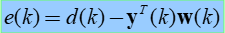 e(k) = d(k) − y^T(k)w(k)